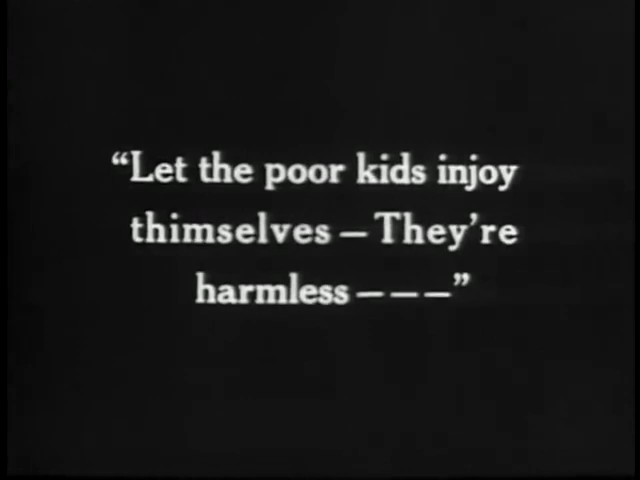 “Let the poor kids injoy
thimselves — They’re
harmless — — —”